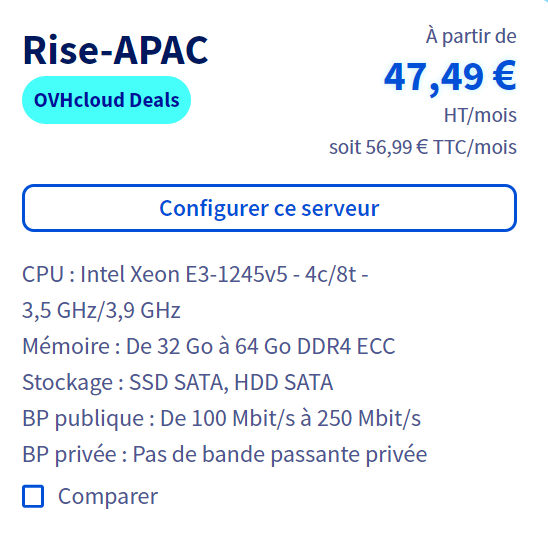 Rise-APAC
OVHcloud Deals
À partir de
47,49 €
HT/mois
soit 56,99 € TTC/mois
Configurer ce serveur
CPU : Intel Xeon E3-1245v5 - 4c/8t -
3,5 GHz/3,9 GHz
Mémoire : De 32 Go à 64 Go DDR4 ECC
Stockage : SSD SATA, HDD SATA
BP publique : De 100 Mbit/s à 250 Mbit/s
BP privée : Pas de bande passante privée
Comparer